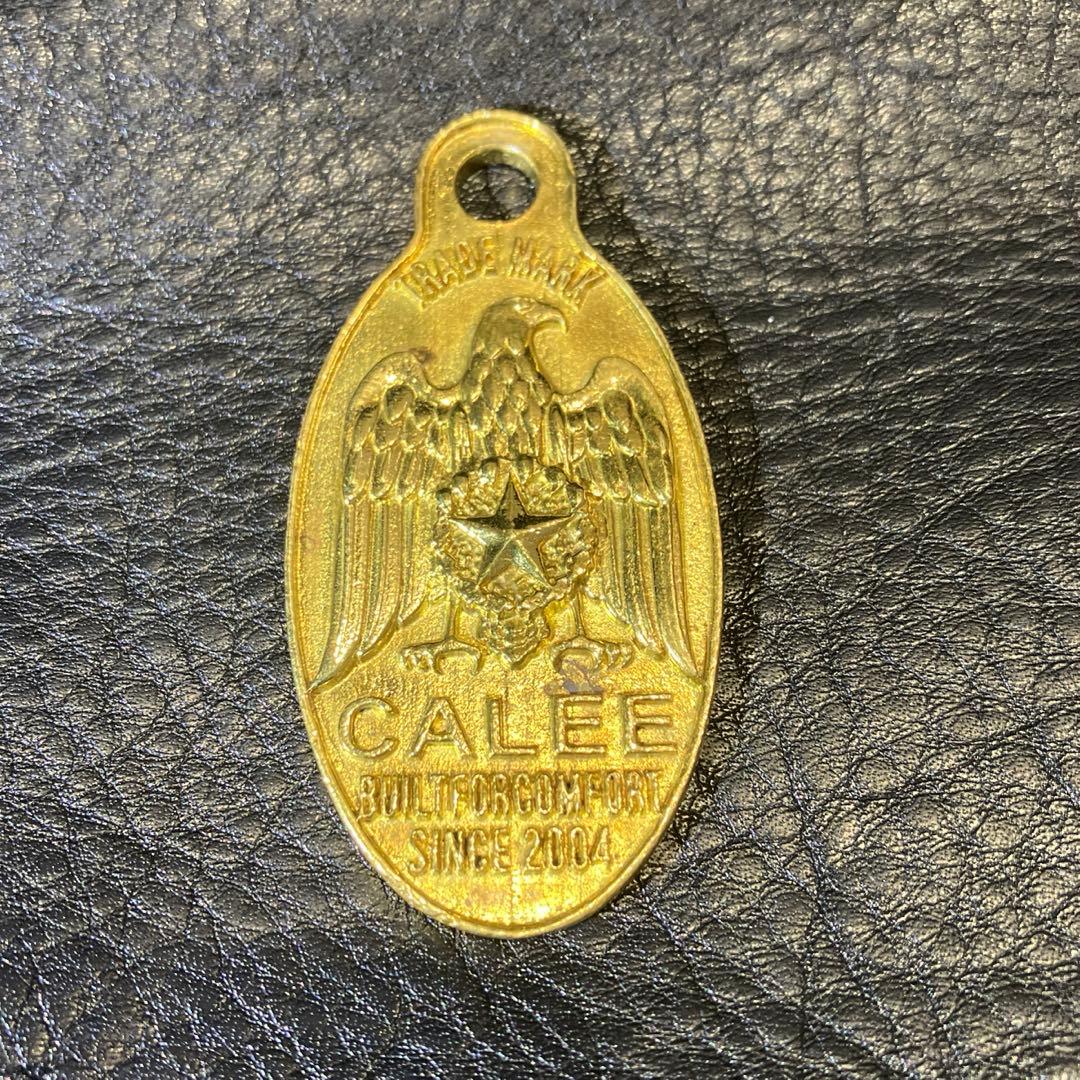 TRADE MARK
CALEE
BUILTFORCOMFORT
SINCE 2004